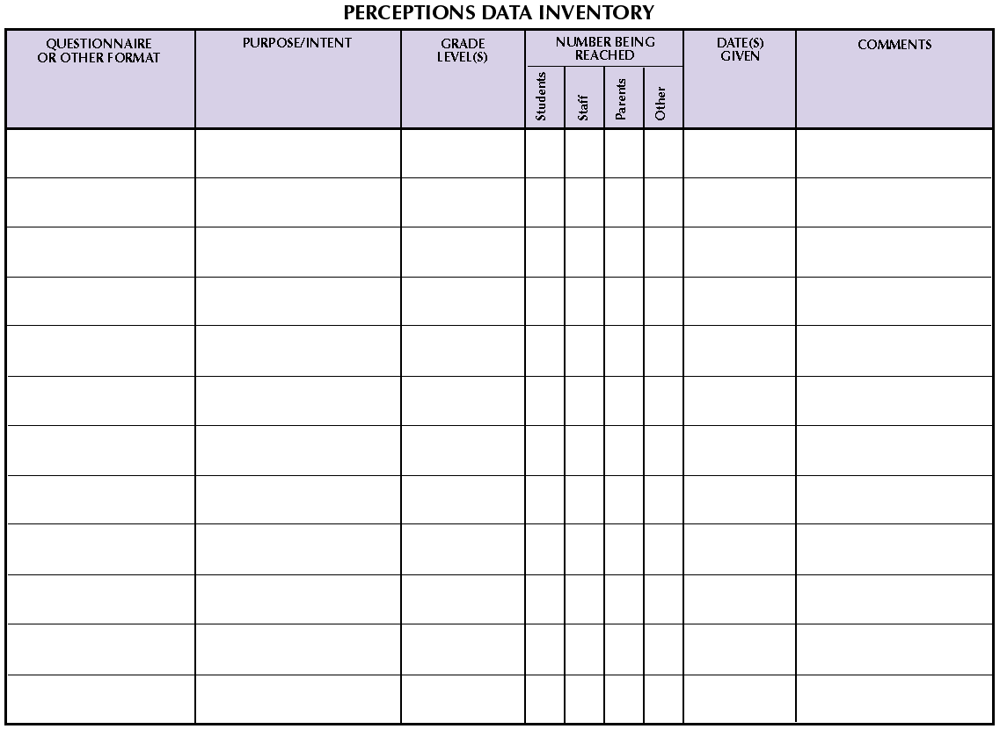 PERCEPTIONS DATA INVENTORY
QUESTIONNAIRE
OR OTHER FORMAT
PURPOSE/INTENT
GRADE
LEVEL(S)
NUMBER BEING
REACHED
Students
Staff
Parents
Other
DATE(S)
GIVEN
COMMENTS